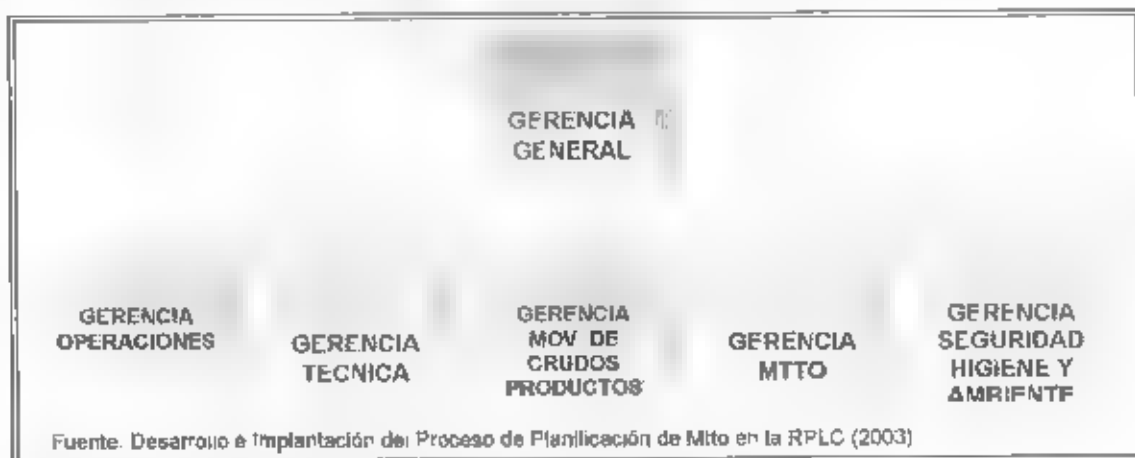 GERENCIA
GENERAL
GERENCIA
OPERACIONES
GERENCIA
TECNICA
GERENCIA
MOV DE
CRUDOS
PRODUCTOS
GERENCIA
MTTO
GERENCIA
SEGURIDAD
HIGIENE Y
AMBIENTE
Fuente. Desarrollo e Implantación del Proceso de Planificación de Mtto en la RPLC (2003)